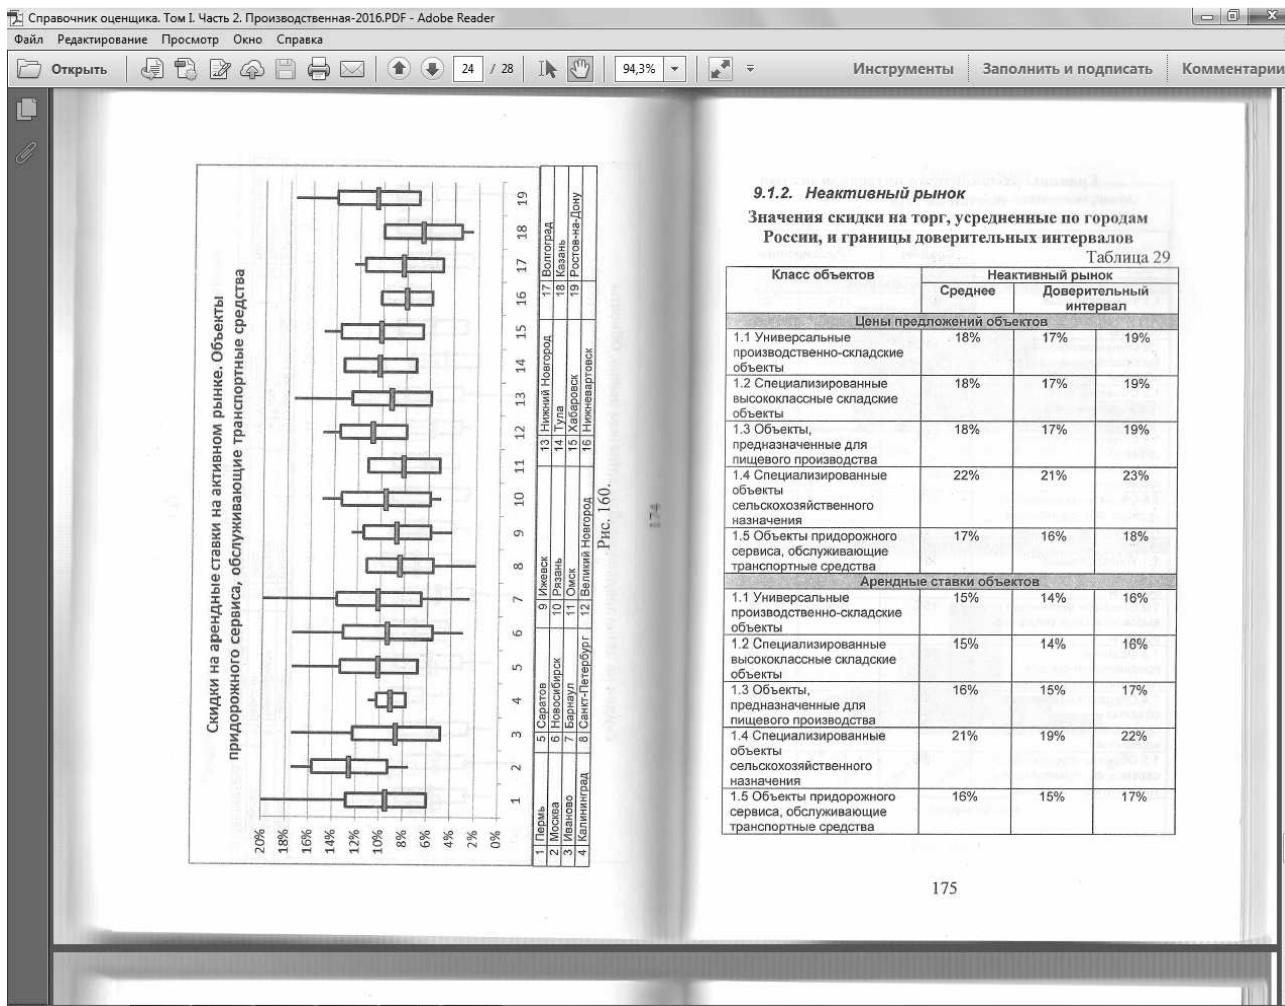 Справочник оценщика. Том I. Часть 2. Производственная-2016.PDF - Adobe Reader
Файл Редактирование Просмотр Окно Справка
Открыть 24 / 28 94,3% Инструменты Заполнить и подписать Комментарии
Скидки на арендные ставки на активном рынке. Объекты
придорожного сервиса, обслуживающие транспортные средства
20%
18%
16%
14%
12%
10%
8%
6%
4%
2%
0%
1 2 3 4 5 6 7 8 9 10 11 12 13 14 15 16 17 18 19
1 Пермь 5 Саратов 9 Ижевск 13 Нижний Новгород 17 Волгоград
2 Москва 6 Новосибирск 10 Рязань 14 Тула 18 Казань
3 Иваново 7 Барнаул 11 Омск 15 Хабаровск 19 Ростов-на-Дону
4 Калининград 8 Санкт-Петербург 12 Великий Новгород 16 Нижневартовск
Рис. 160.
174
9.1.2. Неактивный рынок
Значения скидки на торг, усредненные по городам
России, и границы доверительных интервалов
Таблица 29
Класс объектов Неактивный рынок
Среднее Доверительный
интервал
Цены предложений объектов
1.1 Универсальные 18% 17% 19%
производственно-складские
объекты
1.2 Специализированные 18% 17% 19%
высококлассные складские
объекты
1.3 Объекты, 18% 17% 19%
предназначенные для
пищевого производства
1.4 Специализированные 22% 21% 23%
объекты
сельскохозяйственного
назначения
1.5 Объекты придорожного 17% 16% 18%
сервиса, обслуживающие
транспортные средства
Арендные ставки объектов
1.1 Универсальные 15% 14% 16%
производственно-складские
объекты
1.2 Специализированные 15% 14% 16%
высококлассные складские
объекты
1.3 Объекты, 16% 15% 17%
предназначенные для
пищевого производства
1.4 Специализированные 21% 19% 22%
объекты
сельскохозяйственного
назначения
1.5 Объекты придорожного 16% 15% 17%
сервиса, обслуживающие
транспортные средства
175